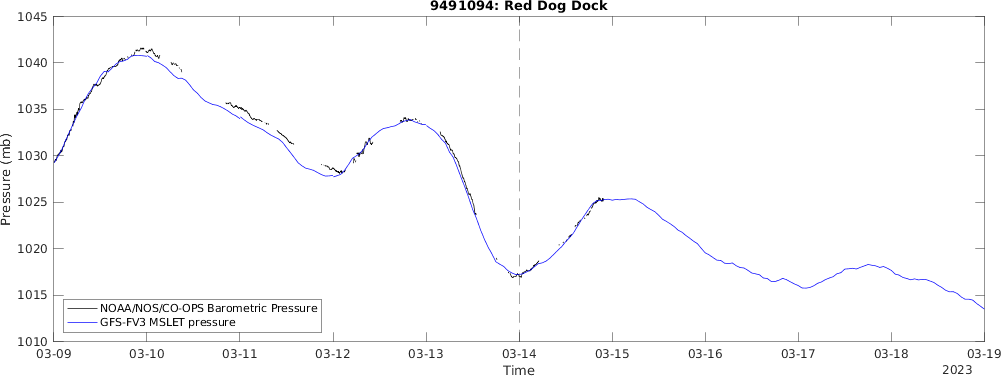 9491094: Red Dog Dock
Pressure (mb)
1045
1040
1035
1030
1025
1020
1015
1010
NOAA/NOS/CO-OPS Barometric Pressure
GFS-FV3 MSLET pressure
03-09 03-10 03-11 03-12 03-13 03-14 03-15 03-16 03-17 03-18 03-19
Time
2023